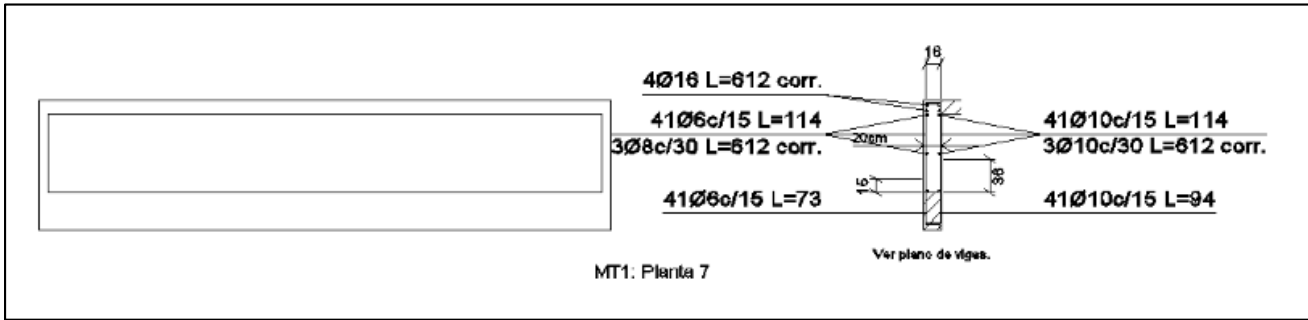 16
4Ø16 L=612 corr.
41Ø6c/15 L=114
41Ø10c/15 L=114
20cm
3Ø8c/30 L=612 corr.
3Ø10c/30 L=612 corr.
15
38
41Ø6c/15 L=73
41Ø10c/15 L=94
Ver plano de vigas.
MT1: Planta 7